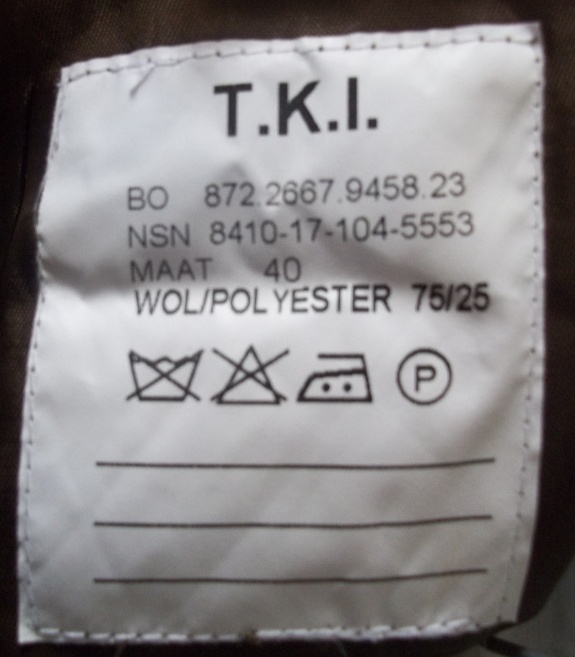 T.K.I.
BO 872.2667.9458.23
NSN 8410-17-104-5553
MAAT 40
WOL/POLYESTER 75/25
P